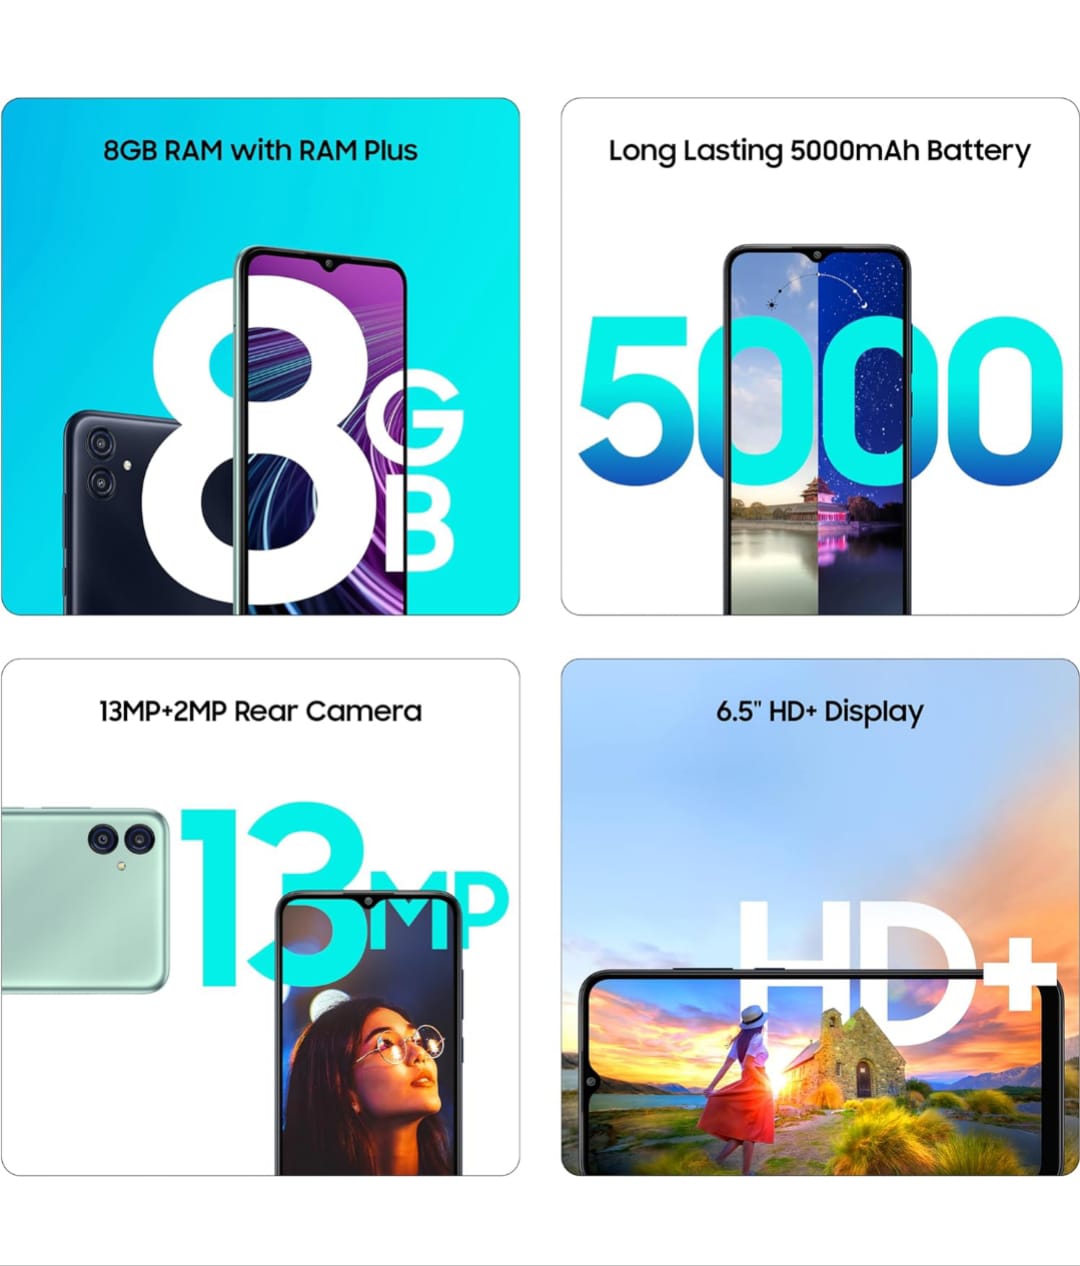 8GB RAM with RAM Plus
8
G
B
Long Lasting 5000mAh Battery
5000
13MP+2MP Rear Camera
13MP
6.5" HD+ Display
HD+